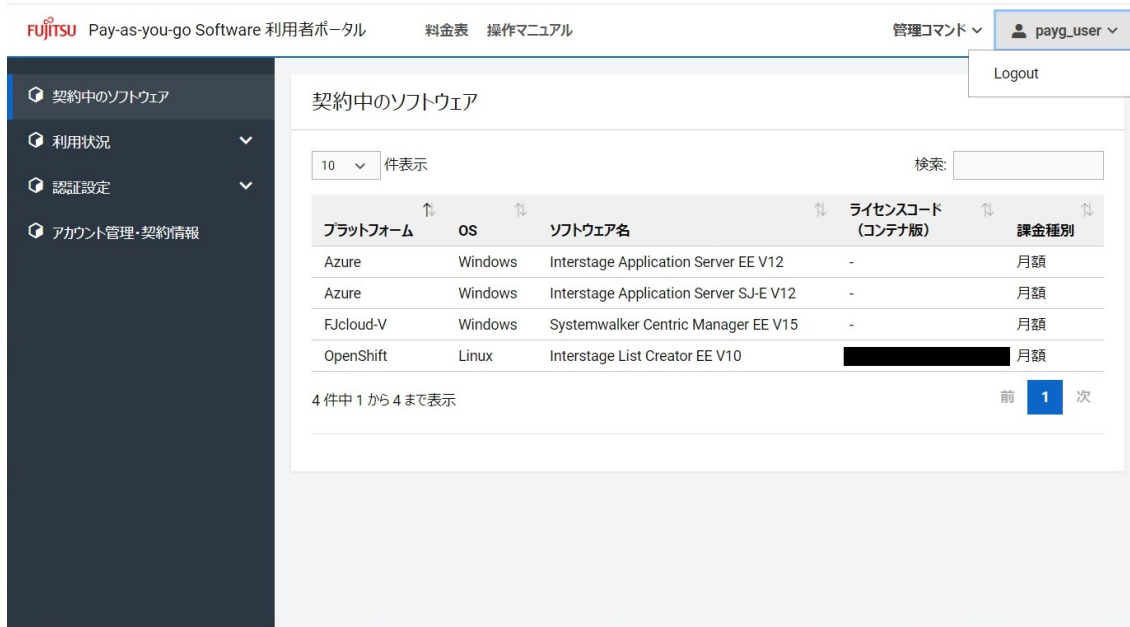 FUJITSU Pay-as-you-go Software 利用者ポータル 料金表 操作マニュアル 管理コマンド payg_user
Logout
契約中のソフトウェア
利用状況
認証設定
アカウント管理・契約情報
契約中のソフトウェア
10 件表示 検索:
プラットフォーム OS ソフトウェア名 ライセンスコード
（コンテナ版） 課金種別
Azure Windows Interstage Application Server EE V12 - 月額
Azure Windows Interstage Application Server SJ-E V12 - 月額
FJcloud-V Windows Systemwalker Centric Manager EE V15 - 月額
OpenShift Linux Interstage List Creator EE V10 月額
4 件中 1 から 4 まで表示 前 1 次